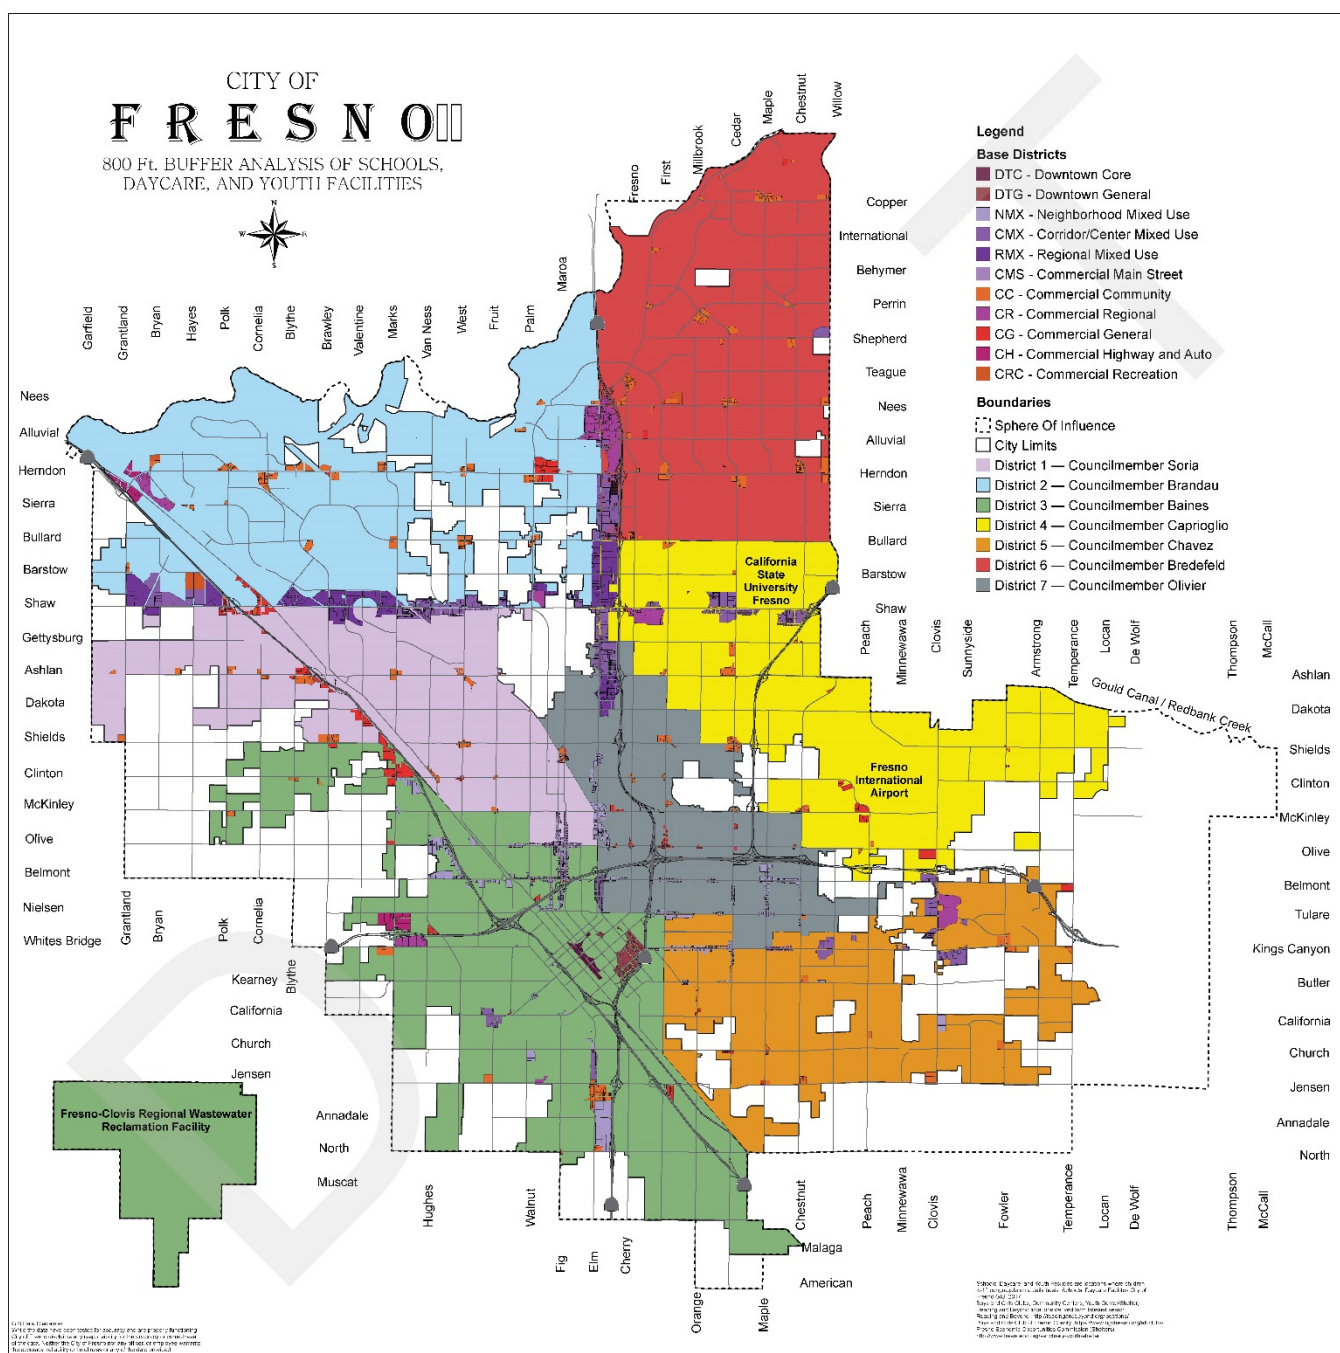 CITY OF
FRESNO
800 Ft. BUFFER ANALYSIS OF SCHOOLS,
DAYCARE, AND YOUTH FACILITIES
N
W E
S
Legend
Base Districts
DTC - Downtown Core
DTG - Downtown General
NMX - Neighborhood Mixed Use
CMX - Corridor/Center Mixed Use
RMX - Regional Mixed Use
CMS - Commercial Main Street
CC - Commercial Community
CR - Commercial Regional
CG - Commercial General
CH - Commercial Highway and Auto
CRC - Commercial Recreation
Boundaries
Sphere Of Influence
City Limits
District 1 — Councilmember Soria
District 2 — Councilmember Brandau
District 3 — Councilmember Baines
District 4 — Councilmember Caprioglio
District 5 — Councilmember Chavez
District 6 — Councilmember Bredefeld
District 7 — Councilmember Olivier
Fresno
First
Millbrook
Cedar
Maple
Chestnut
Willow
Copper
International
Behymer
Perrin
Shepherd
Teague
Nees
Alluvial
Herndon
Sierra
Bullard
Barstow
Shaw
Garfield
Grantland
Bryan
Hayes
Polk
Cornelia
Blythe
Brawley
Valentine
Marks
Van Ness
West
Fruit
Palm
Maroa
Nees
Alluvial
Herndon
Sierra
Bullard
Barstow
Shaw
Gettysburg
Ashlan
Dakota
Shields
Clinton
McKinley
Olive
Belmont
Nielsen
Whites Bridge
California
State
University
Fresno
Peach
Minnewawa
Clovis
Sunnyside
Armstrong
Temperance
Locan
De Wolf
Thompson
McCall
Gould Canal / Redbank Creek
Ashlan
Dakota
Shields
Clinton
McKinley
Olive
Belmont
Tulare
Kings Canyon
Butler
California
Church
Jensen
Annadale
North
Fresno
International
Airport
Grantland
Bryan
Polk
Cornelia
Blythe
Kearney
California
Church
Jensen
Annadale
North
Muscat
Fresno-Clovis Regional Wastewater
Reclamation Facility
Hughes
Walnut
Fig
Elm
Cherry
Orange
Maple
Chestnut
Peach
Minnewawa
Clovis
Fowler
Temperance
Locan
De Wolf
Thompson
McCall
Malaga
American